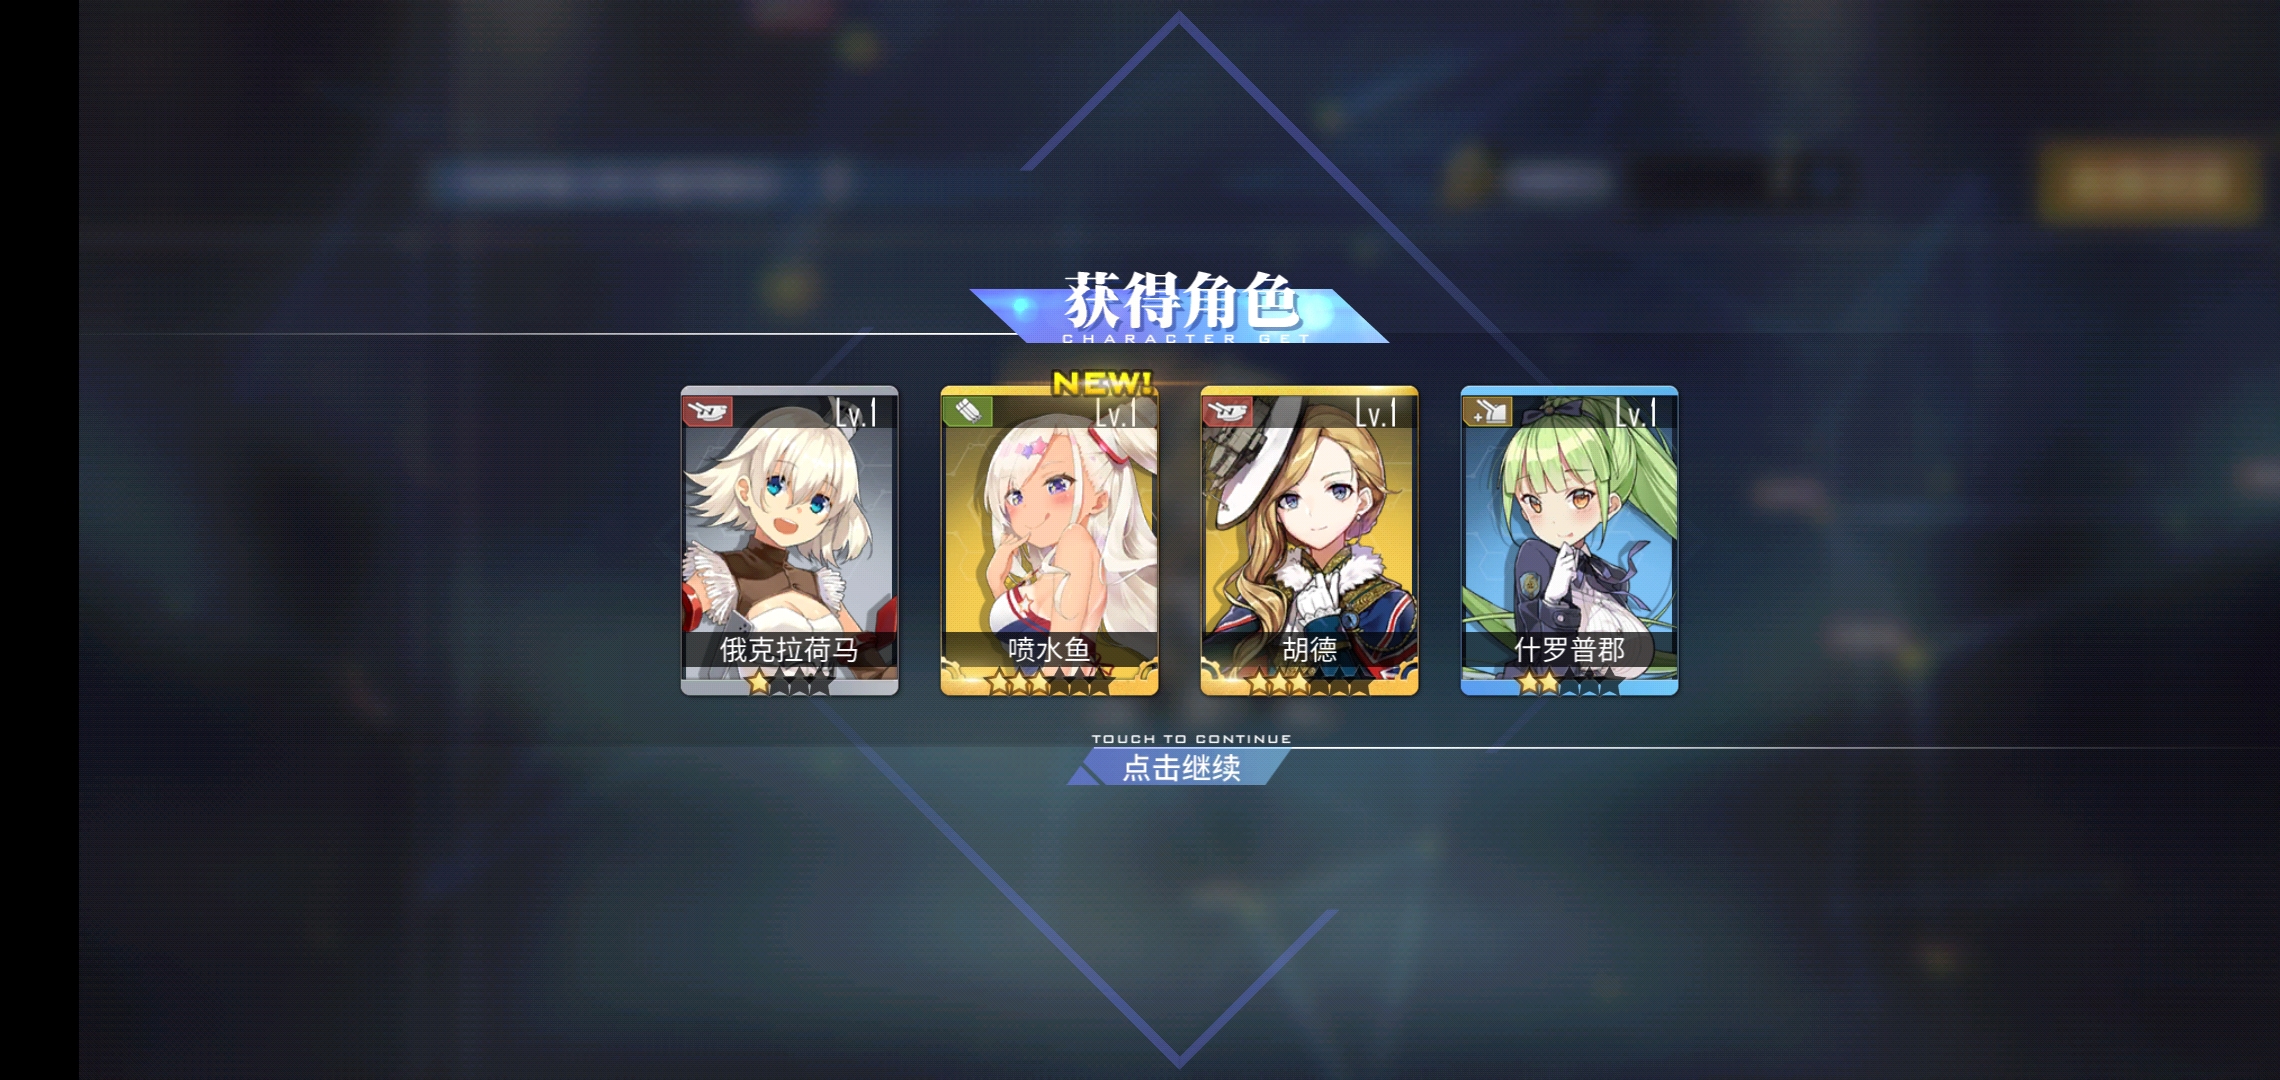 获得角色
CHARACTER GET
NEW!
Lv.1
Lv.1
Lv.1
Lv.1
俄克拉荷马
喷水鱼
胡德
什罗普郡
TOUCH TO CONTINUE
点击继续